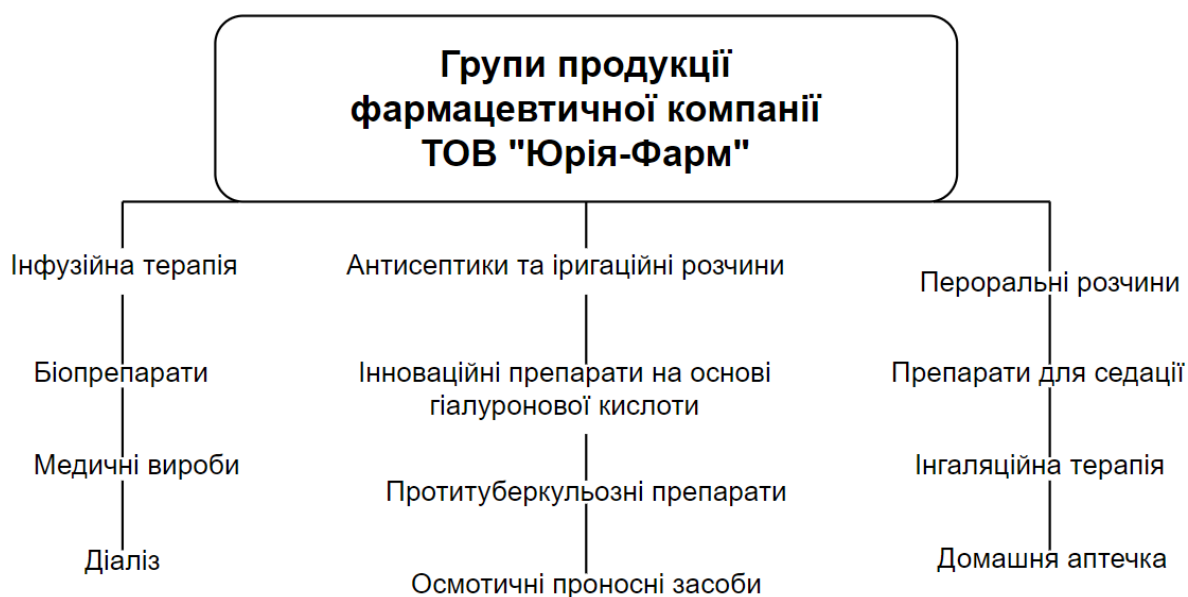 Групи продукції
фармацевтичної компанії
ТОВ "Юрія-Фарм"
Інфузійна терапія
Біопрепарати
Медичні вироби
Діаліз
Антисептики та іригаційні розчини
Інноваційні препарати на основі
гіалуронової кислоти
Протитуберкульозні препарати
Осмотичні проносні засоби
Пероральні розчини
Препарати для седації
Інгаляційна терапія
Домашня аптечка